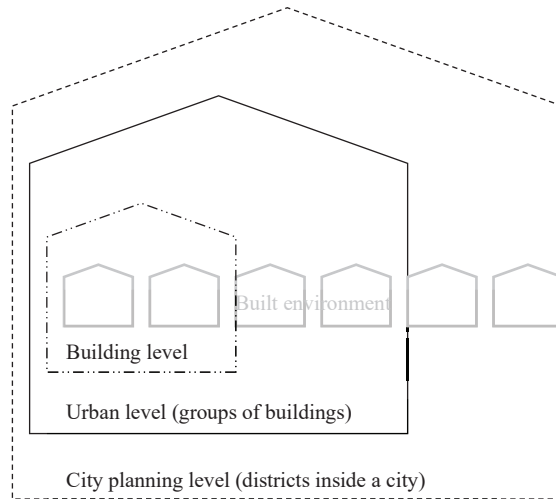 Built environment
Building level
Urban level (groups of buildings)
City planning level (districts inside a city)